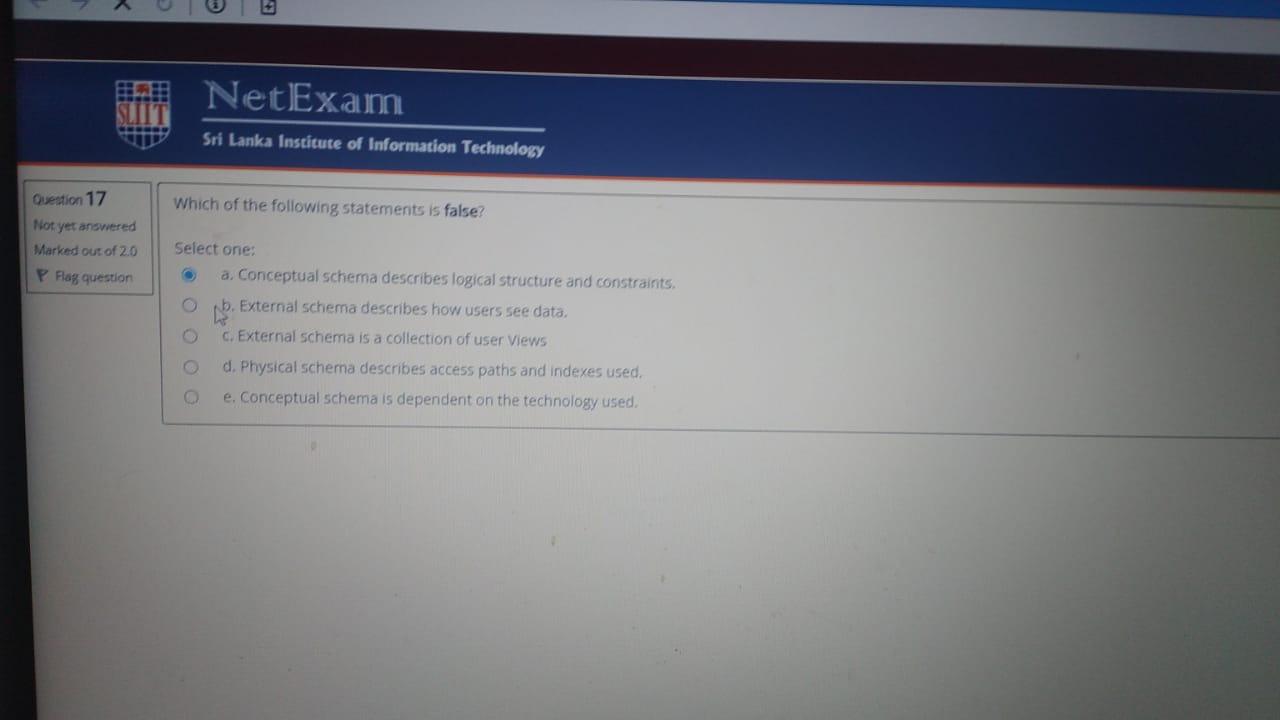 SLIIT
NetExam
Sri Lanka Institute of Information Technology
Question 17
Not yet answered
Marked out of 2.0
Flag question
Which of the following statements is false?
Select one:
a. Conceptual schema describes logical structure and constraints.
b. External schema describes how users see data.
c. External schema is a collection of user Views
d. Physical schema describes access paths and indexes used.
e. Conceptual schema is dependent on the technology used.